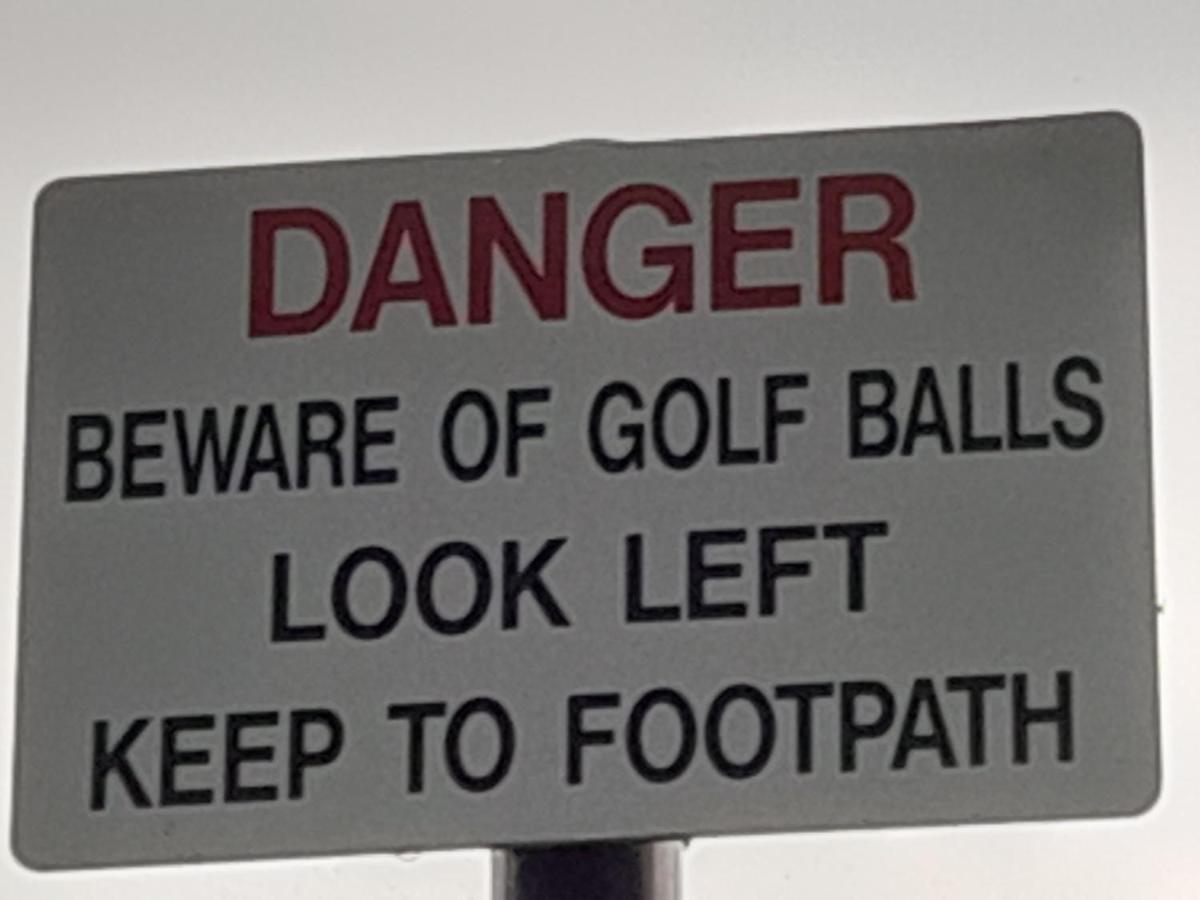 DANGER
BEWARE OF GOLF BALLS
LOOK LEFT
KEEP TO FOOTPATH